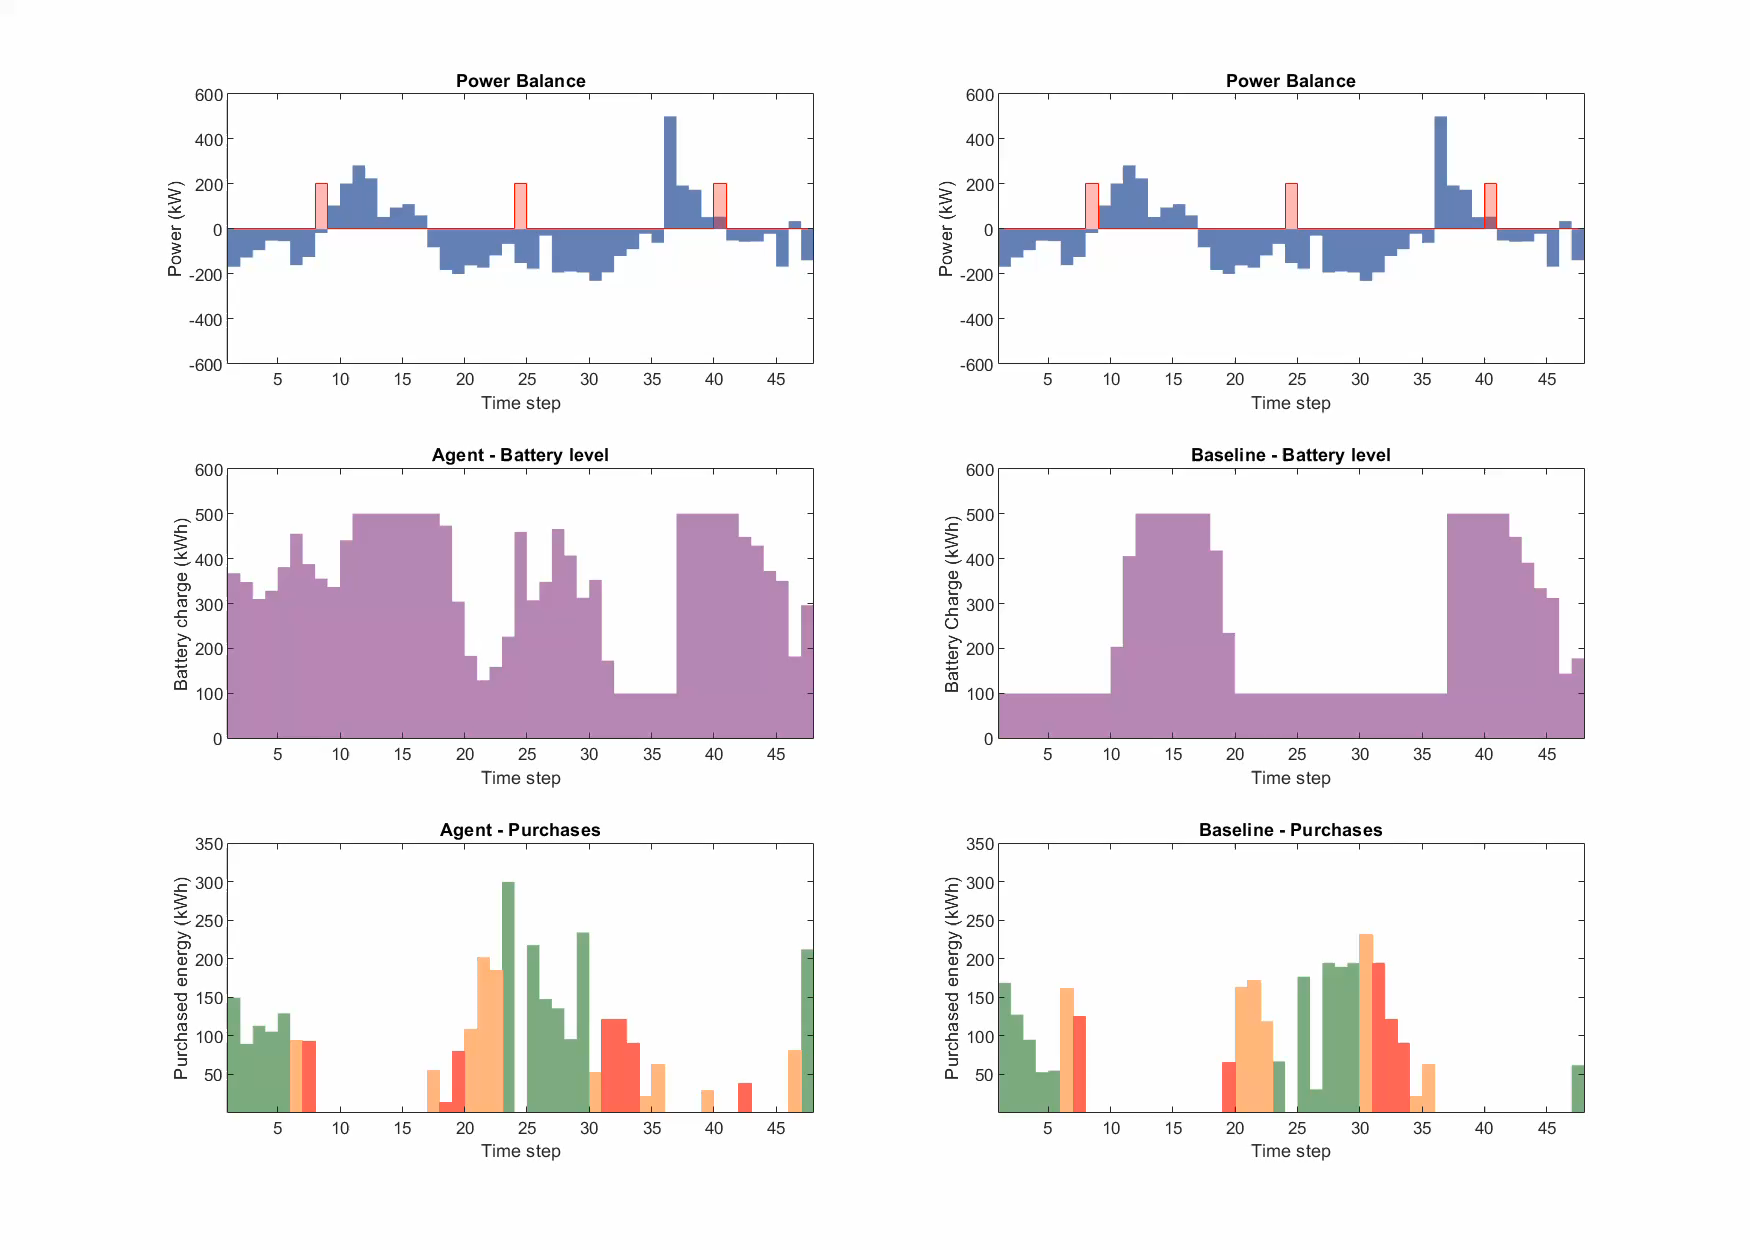 Power Balance
Power (kW)
600
400
200
0
-200
-400
-600
5 10 15 20 25 30 35 40 45
Time step
Power Balance
Power (kW)
600
400
200
0
-200
-400
-600
5 10 15 20 25 30 35 40 45
Time step
Agent - Battery level
Battery charge (kWh)
600
500
400
300
200
100
0
5 10 15 20 25 30 35 40 45
Time step
Baseline - Battery level
Battery Charge (kWh)
600
500
400
300
200
100
0
5 10 15 20 25 30 35 40 45
Time step
Agent - Purchases
Purchased energy (kWh)
350
300
250
200
150
100
50
5 10 15 20 25 30 35 40 45
Time step
Baseline - Purchases
Purchased energy (kWh)
350
300
250
200
150
100
50
5 10 15 20 25 30 35 40 45
Time step